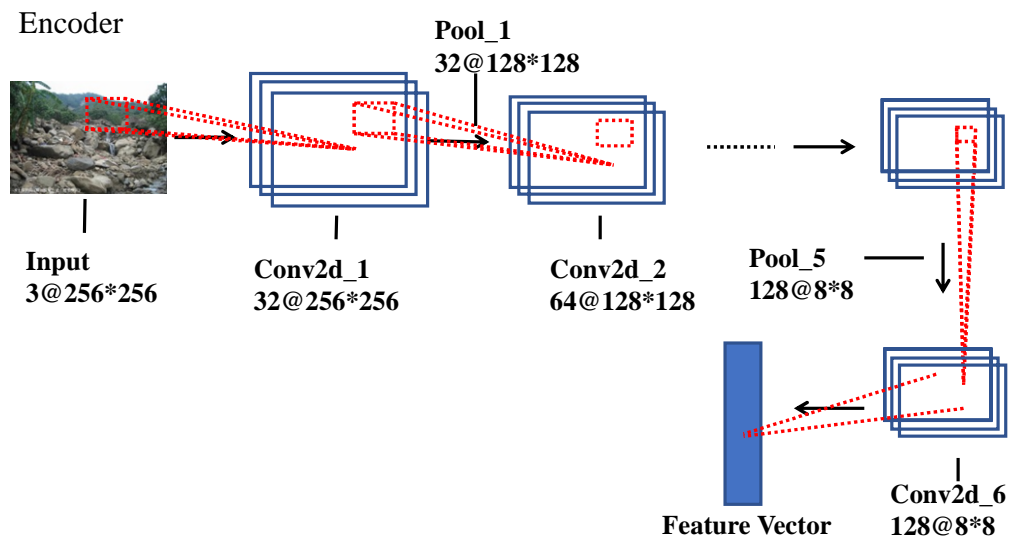 Encoder
Pool_1
32@128*128
Input
3@256*256
Conv2d_1
32@256*256
Conv2d_2
64@128*128
Pool_5
128@8*8
Feature Vector
Conv2d_6
128@8*8